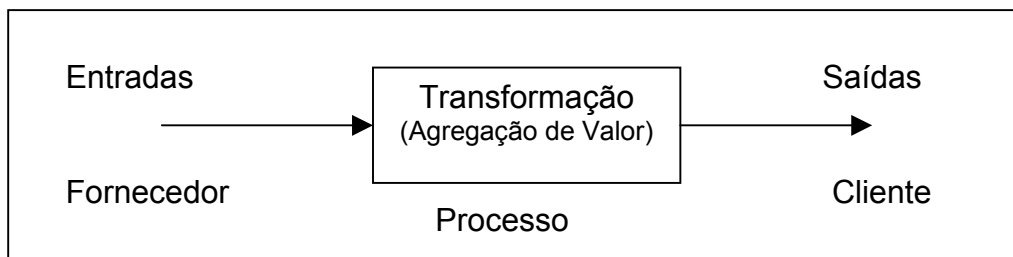 Entradas
Transformação
(Agregação de Valor)
Saídas
Fornecedor
Processo
Cliente